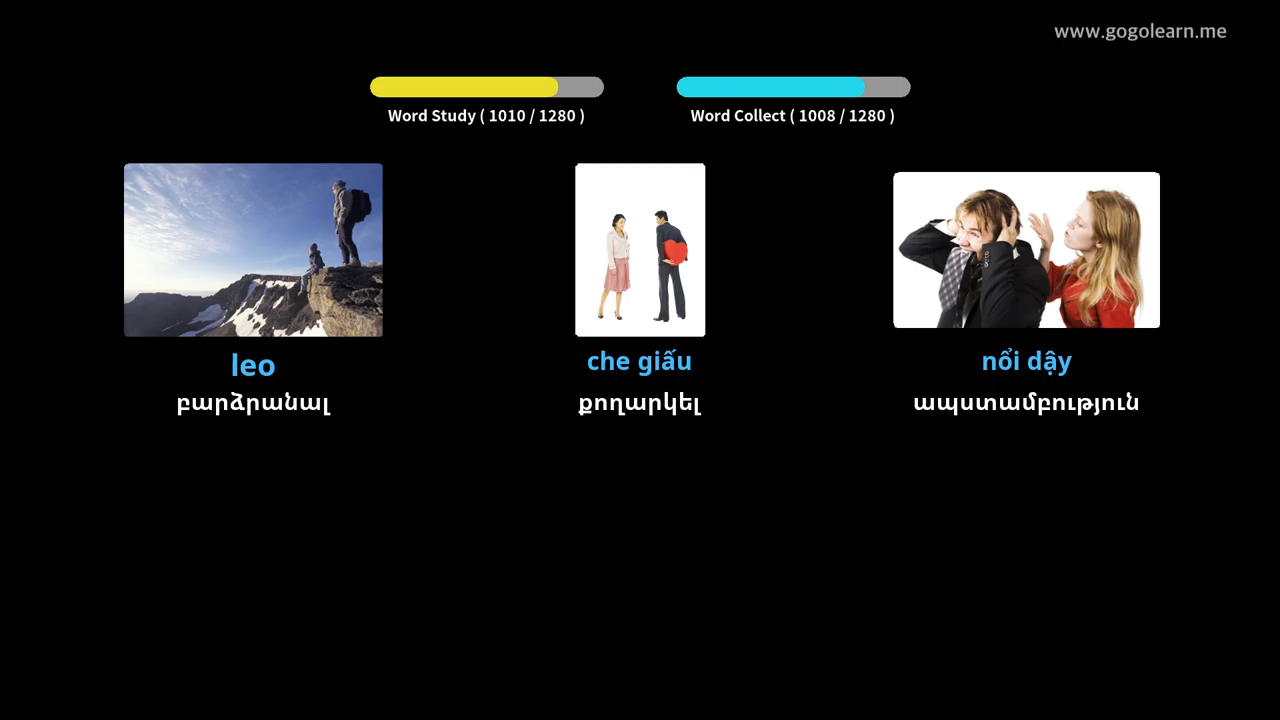 www.gogolearn.me
Word Study ( 1010 / 1280 )
Word Collect ( 1008 / 1280 )
leo
che giấu
nổi dậy
բարձրանալ
քողարկել
ապստամբություն